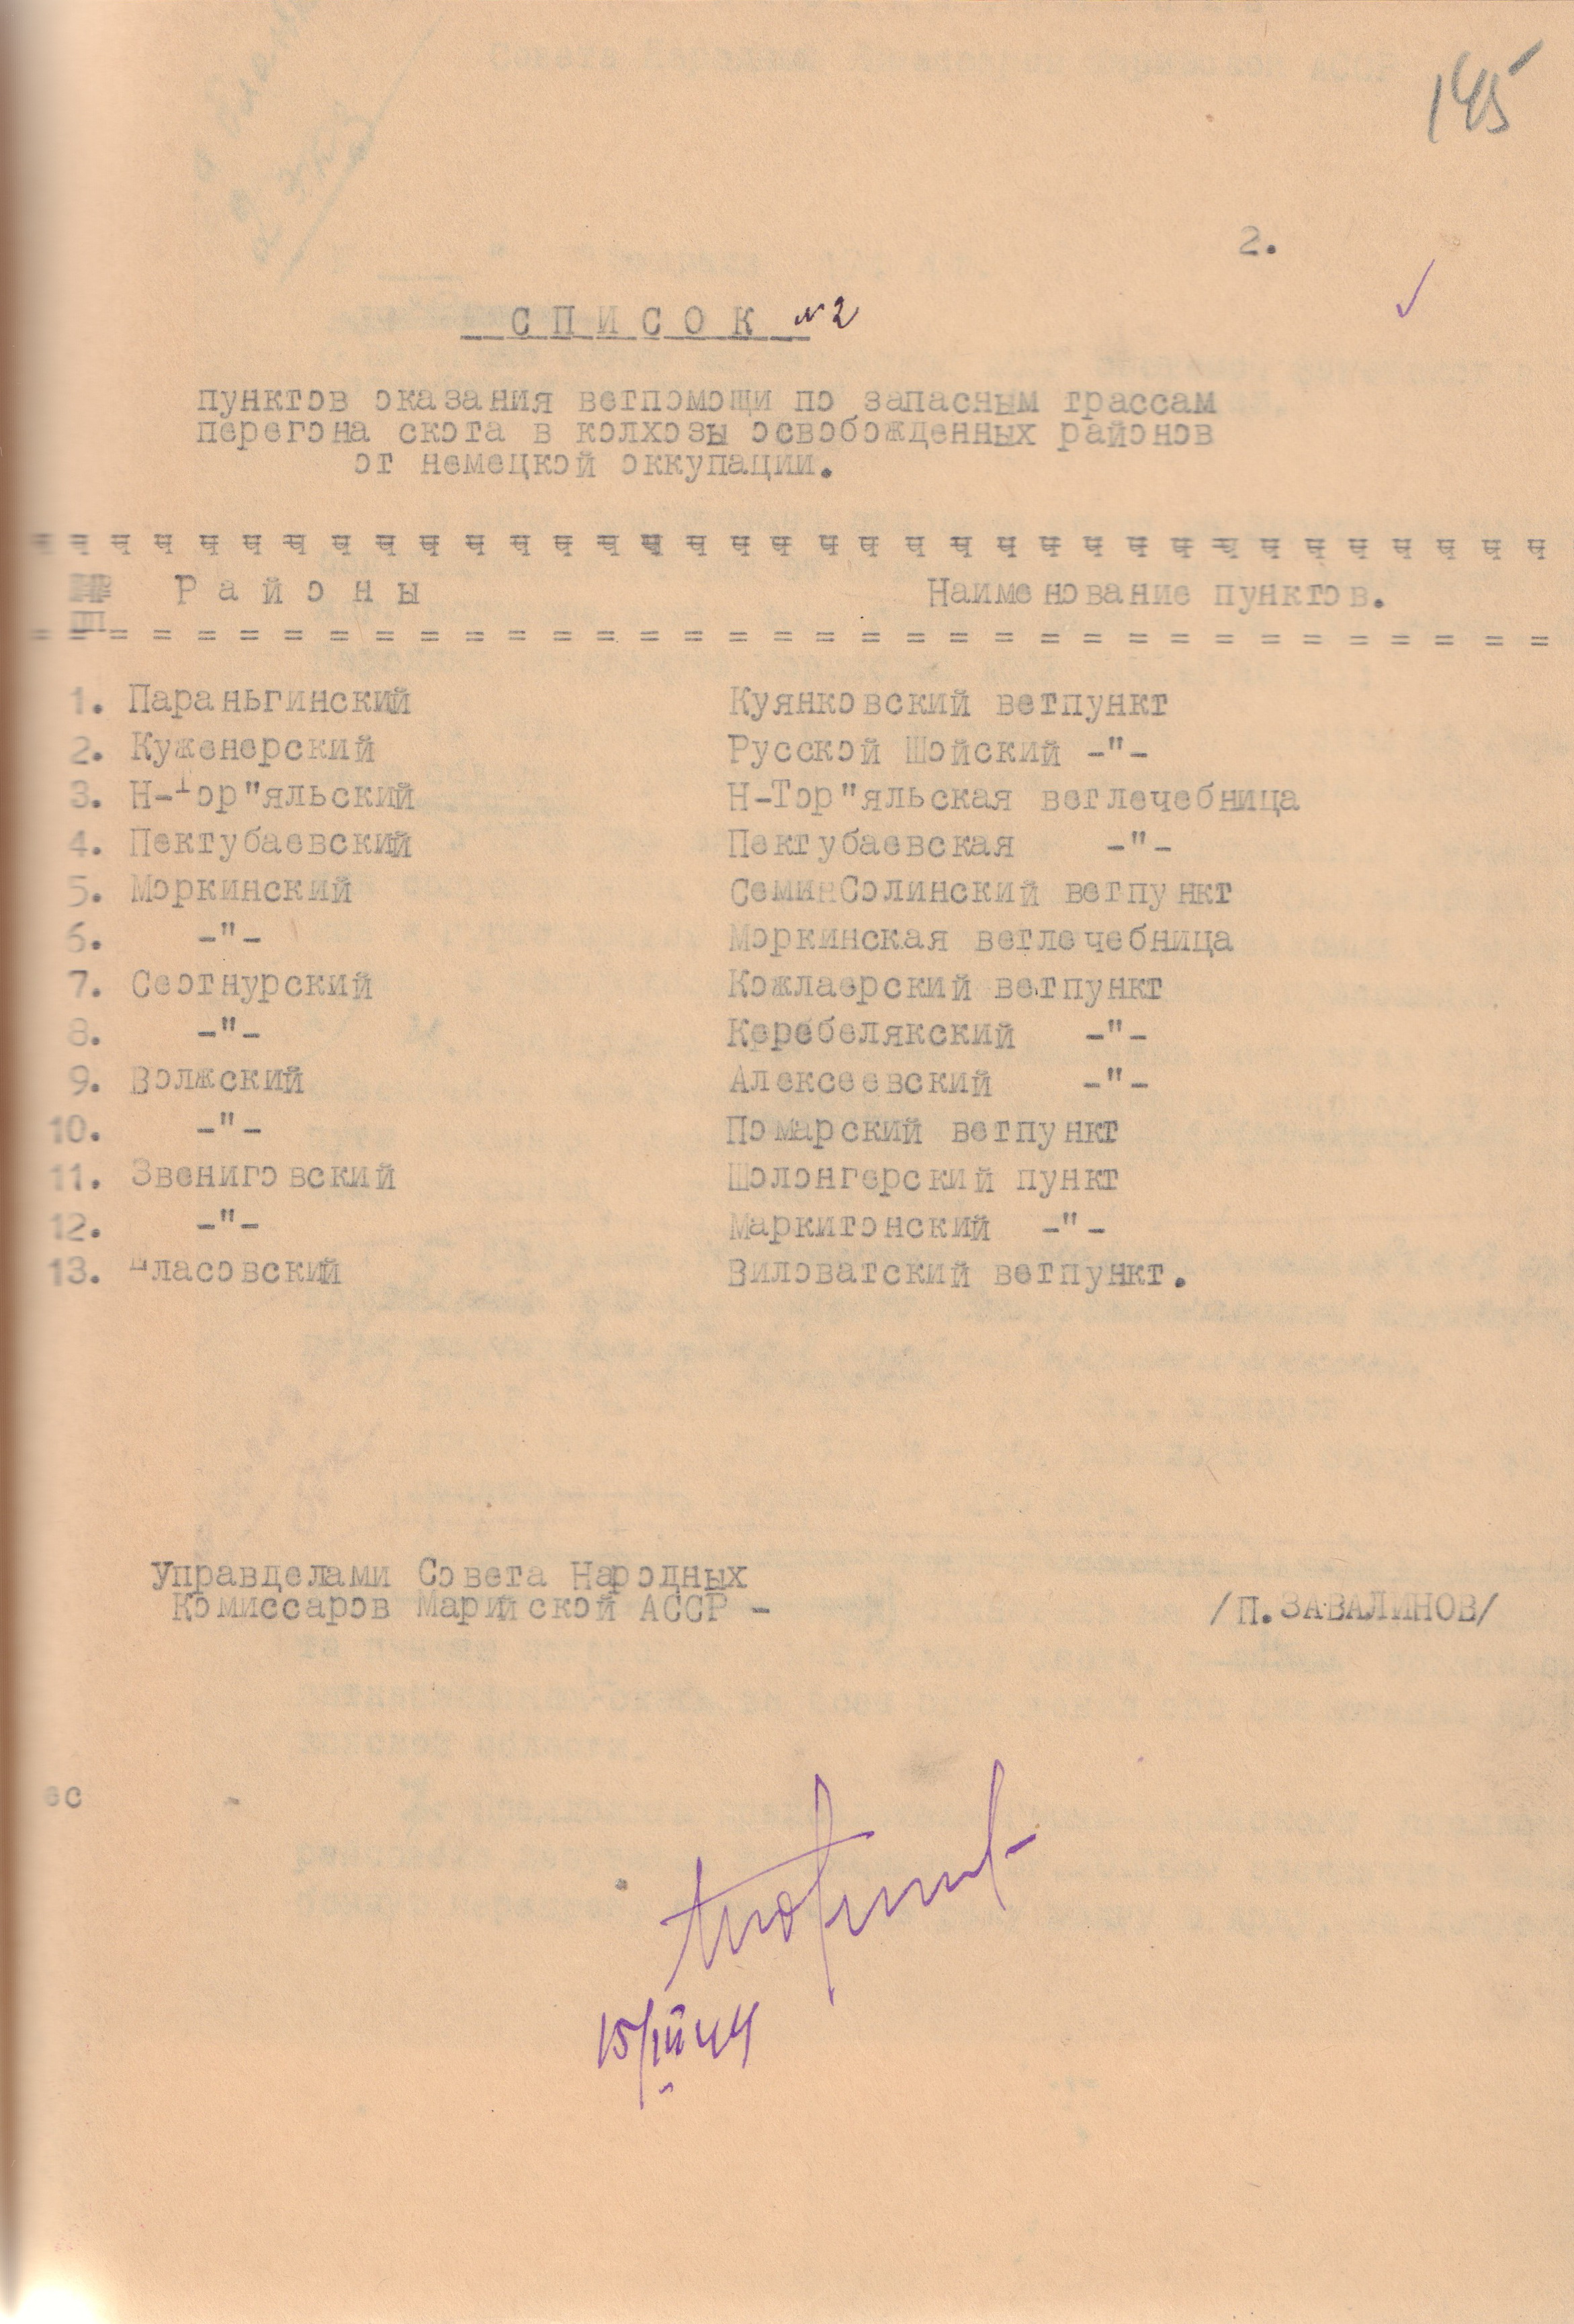 145
2.
СПИСОК №2
пунктов оказания ветпомощи по запасным трассам
перегона скота в колхозы освобожденных районов
от немецкой оккупации.
Районы Наименование пунктов.
пп
1. Параньгинский Куянковский ветпункт
2. Куженерский Русской Шойский -"-
3. Н-Тор"яльский Н-Тор"яльская ветлечебница
4. Пектубаевский Пектубаевская -"-
5. Моркинский СеминСолинский ветпункт
6. -"- Моркинская ветлечебница
7. Сеотнурский Кожлаерский ветпункт
8. -"- Керебелякский -"-
9. Волжский Алексеевский -"-
10. -"- Помарский ветпункт
11. Звениговский Шолонгерский пункт
12. -"- Маркитонский -"-
13. Еласовский Виловатский ветпункт.
Управделами Совета Народных
Комиссаров Марийской АССР - /П.ЗАВАЛИНОВ/
ес
15/III 44